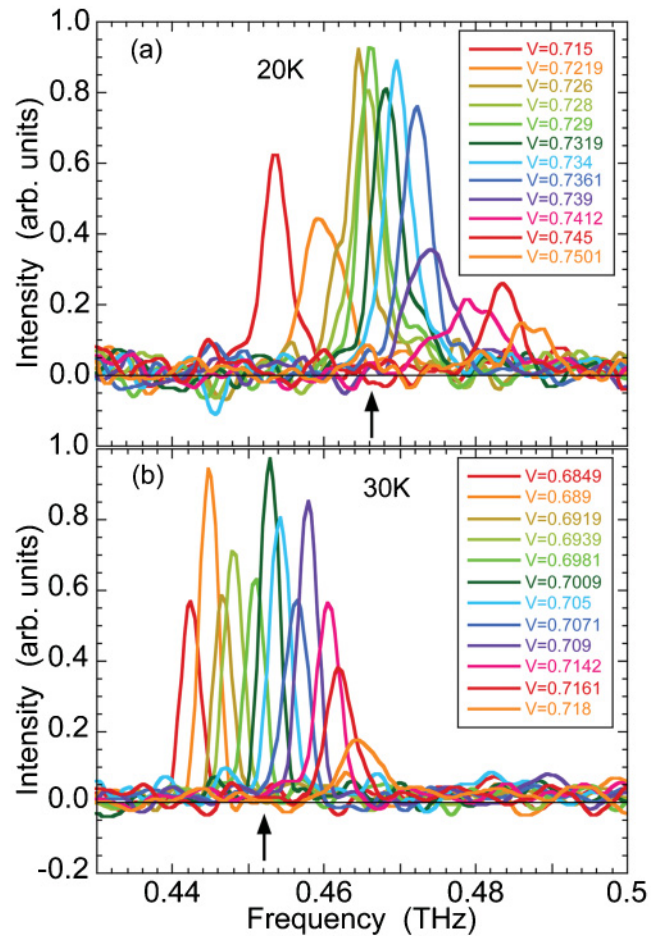 (a)
20K
V=0.715
V=0.7219
V=0.726
V=0.728
V=0.729
V=0.7319
V=0.734
V=0.7361
V=0.739
V=0.7412
V=0.745
V=0.7501
Intensity (arb. units)
1.0
0.8
0.6
0.4
0.2
0.0
1.0
(b)
30K
V=0.6849
V=0.689
V=0.6919
V=0.6939
V=0.6981
V=0.7009
V=0.705
V=0.7071
V=0.709
V=0.7142
V=0.7161
V=0.718
Intensity (arb. units)
0.8
0.6
0.4
0.2
0.0
-0.2
0.44 0.46 0.48 0.5
Frequency (THz)